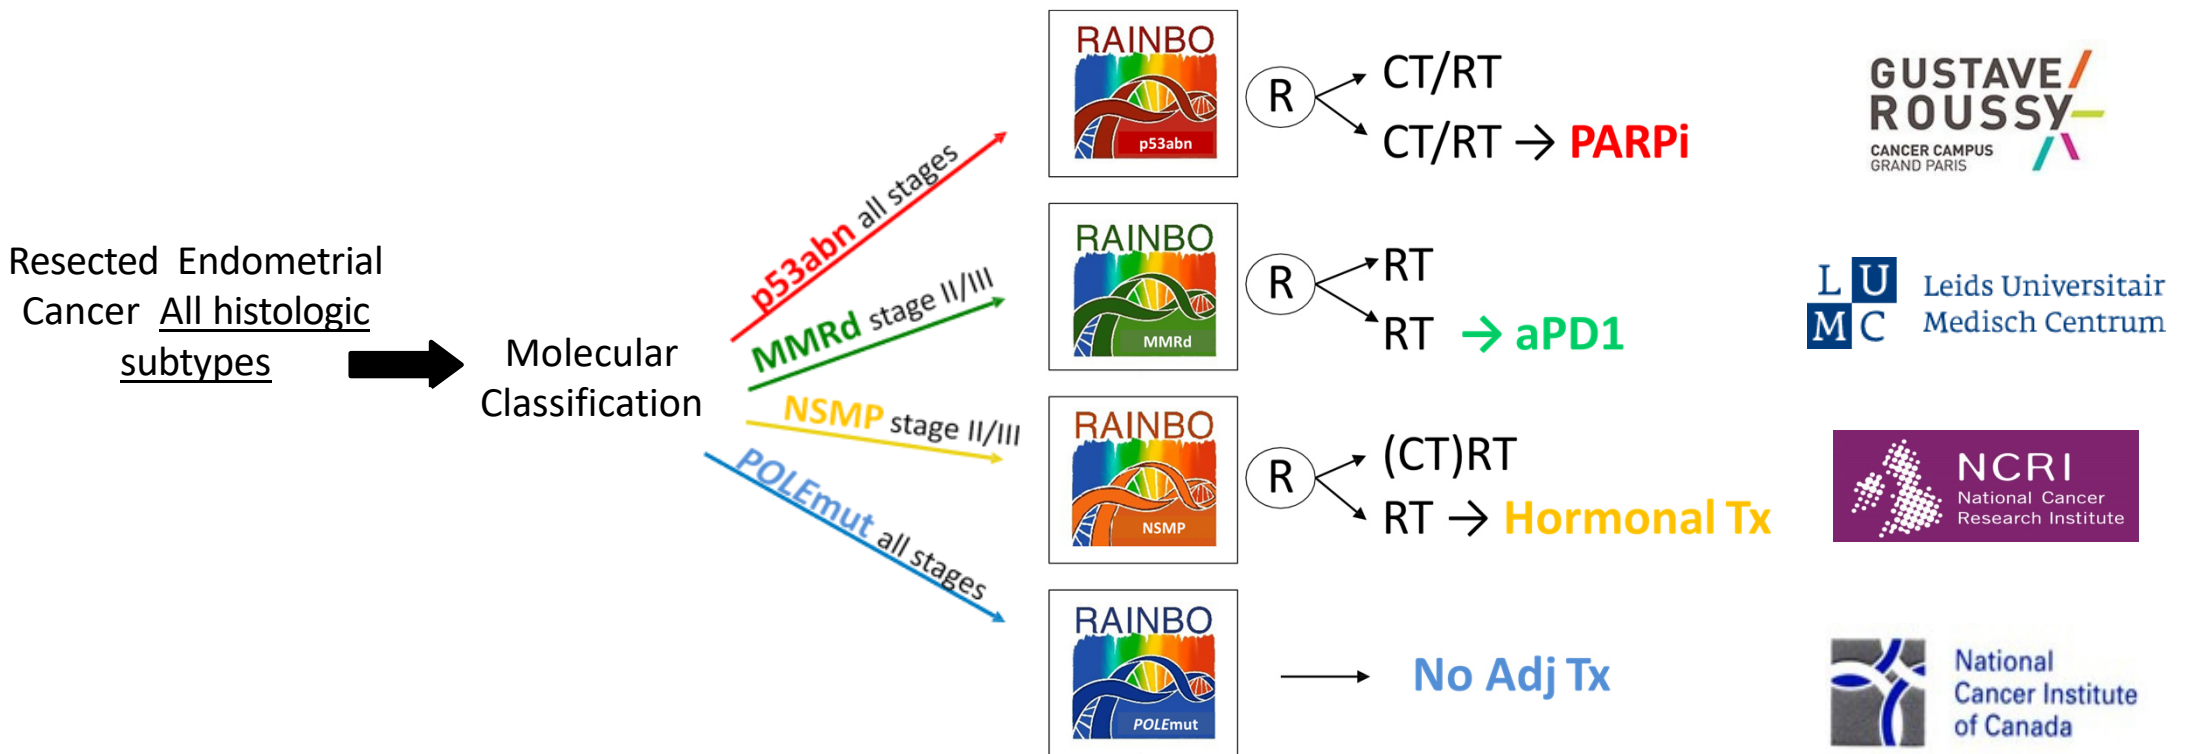 Resected Endometrial
Cancer All histologic
subtypes
Molecular
Classification
p53abn all stages
MMRd stage II/III
NSMP stage II/III
POLEmut all stages
RAINBO
p53abn
R
CT/RT
CT/RT → PARPi
GUSTAVE/
ROUSSY
CANCER CAMPUS
GRAND PARIS
RAINBO
MMRd
R
RT
RT → aPD1
L U
M C
Leids Universitair
Medisch Centrum
RAINBO
NSMP
R
(CT)RT
RT → Hormonal Tx
NCRI
National Cancer
Research Institute
RAINBO
POLEmut
No Adj Tx
National
Cancer Institute
of Canada